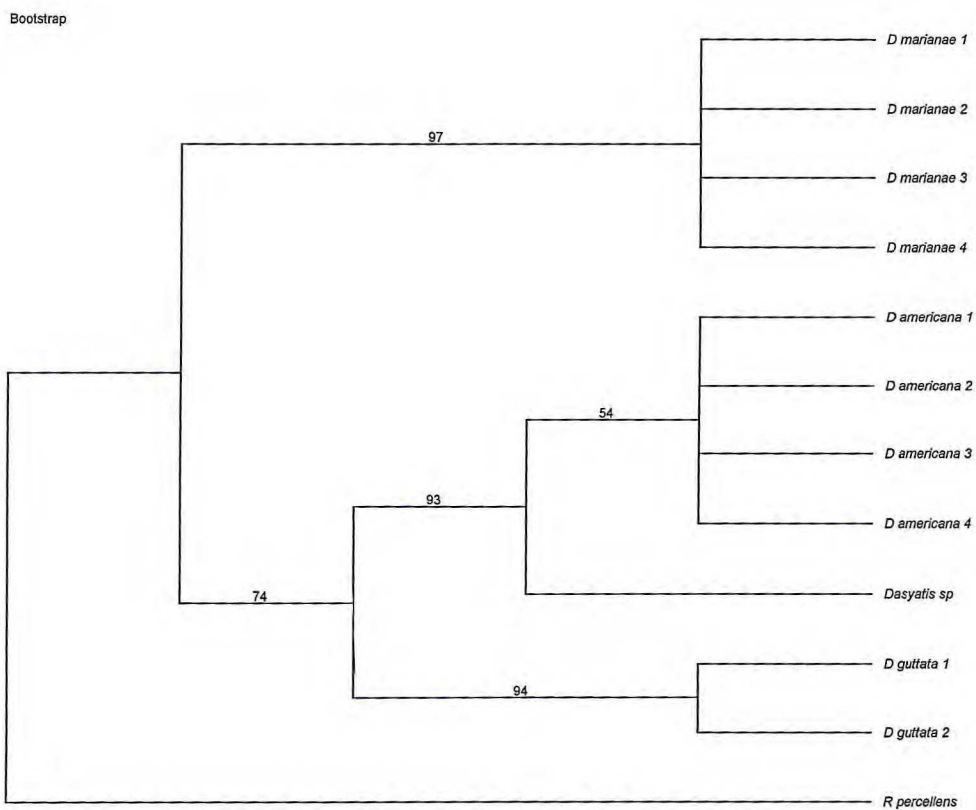 Bootstrap
D marianae 1
D marianae 2
97
D marianae 3
D marianae 4
D americana 1
D americana 2
54
D americana 3
93
D americana 4
Dasyatis sp
74
D guttata 1
94
D guttata 2
R percellens